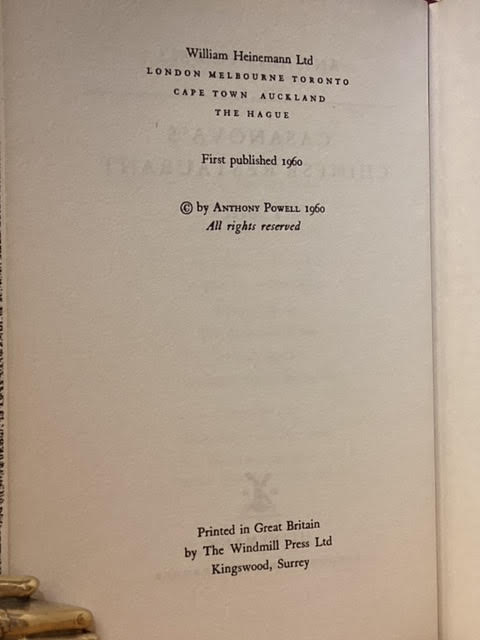 William Heinemann Ltd
LONDON MELBOURNE TORONTO
CAPE TOWN AUCKLAND
THE HAGUE
First published 1960
© by ANTHONY POWELL 1960
All rights reserved
Printed in Great Britain
by The Windmill Press Ltd
Kingswood, Surrey